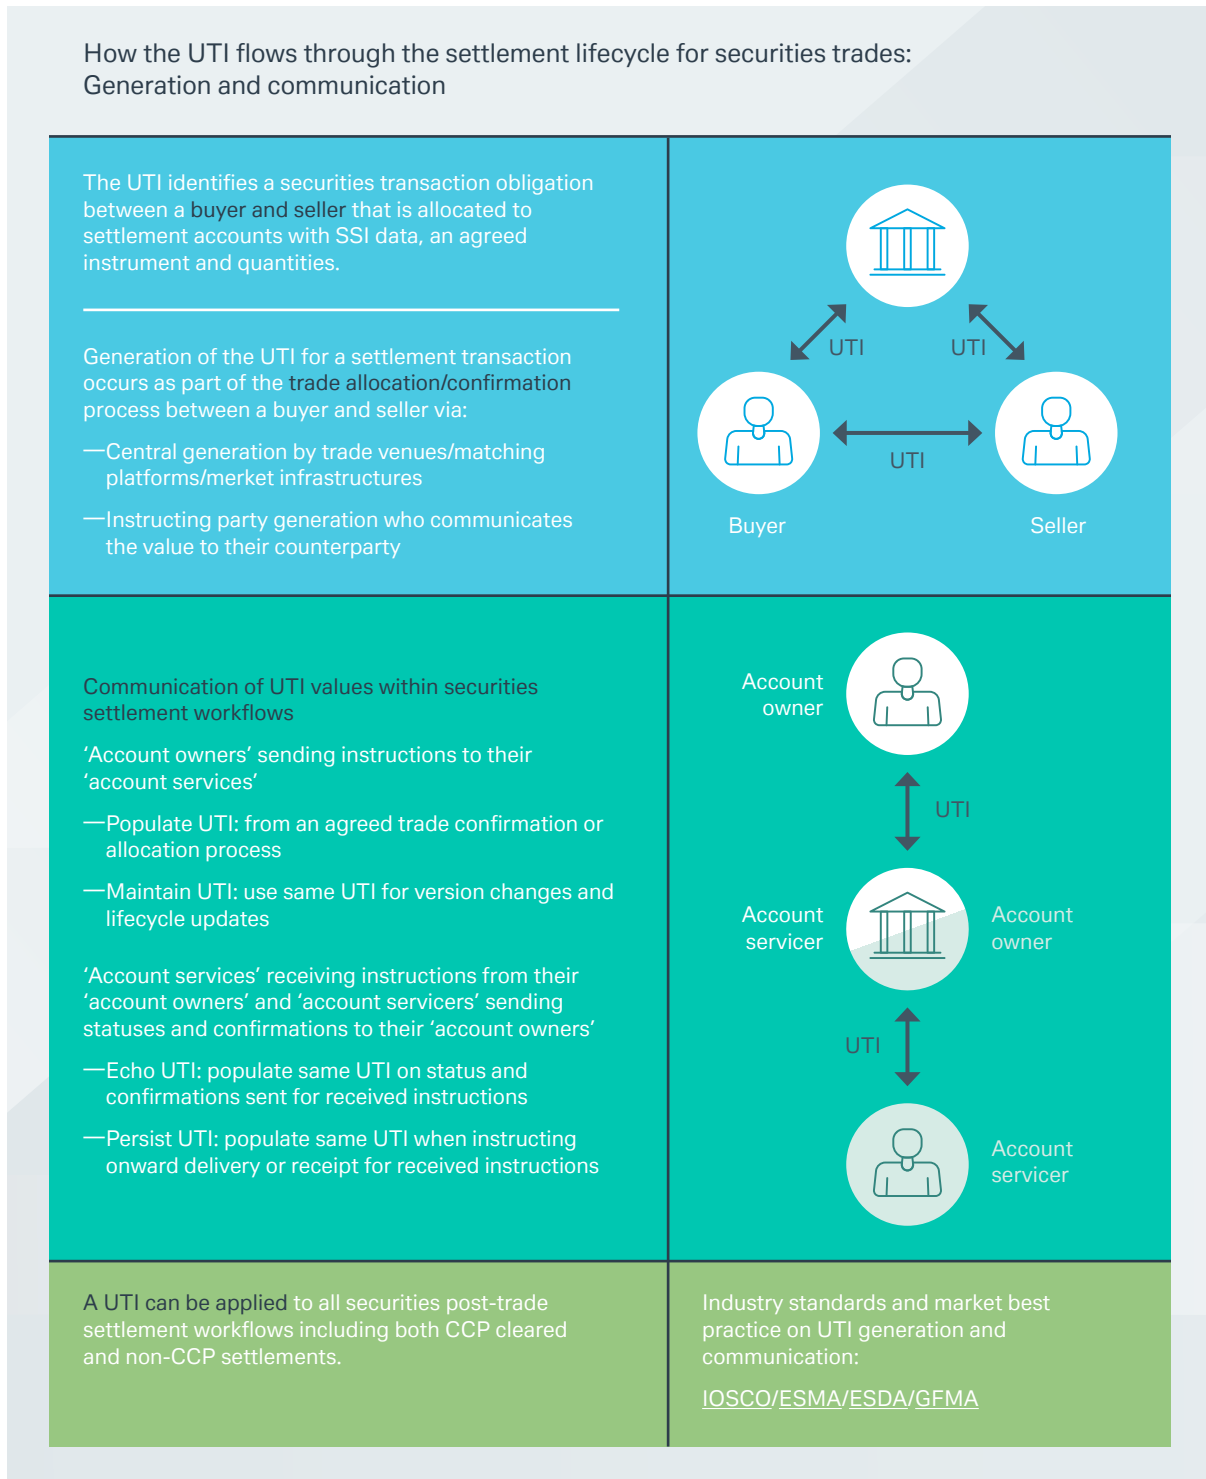 How the UTI flows through the settlement lifecycle for securities trades:
Generation and communication
The UTI identifies a securities transaction obligation
between a buyer and seller that is allocated to
settlement accounts with SSI data, an agreed
instrument and quantities.
Generation of the UTI for a settlement transaction
occurs as part of the trade allocation/confirmation
process between a buyer and seller via:
—Central generation by trade venues/matching
platforms/merket infrastructures
—Instructing party generation who communicates
the value to their counterparty
UTI
UTI
UTI
Buyer
Seller
Communication of UTI values within securities
settlement workflows
‘Account owners’ sending instructions to their
‘account services’
—Populate UTI: from an agreed trade confirmation or
allocation process
—Maintain UTI: use same UTI for version changes and
lifecycle updates
‘Account services’ receiving instructions from their
‘account owners’ and ‘account servicers’ sending
statuses and confirmations to their ‘account owners’
—Echo UTI: populate same UTI on status and
confirmations sent for received instructions
—Persist UTI: populate same UTI when instructing
onward delivery or receipt for received instructions
Account
owner
UTI
Account
servicer
Account
owner
UTI
Account
servicer
A UTI can be applied to all securities post-trade
settlement workflows including both CCP cleared
and non-CCP settlements.
Industry standards and market best
practice on UTI generation and
communication:
IOSCO/ESMA/ESDA/GFMA